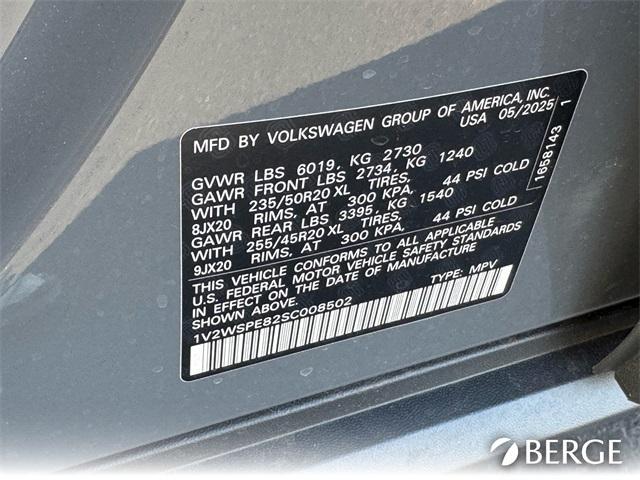 MFD BY VOLKSWAGEN GROUP OF AMERICA, INC.
USA 05/2025
GVWR LBS 6019, KG 2730
GAWR FRONT LBS 2734, KG 1240
WITH 235/50R20 XL TIRES,
8JX20 RIMS, AT 300 KPA, 44 PSI COLD
GAWR REAR LBS 3395, KG 1540
WITH 255/45R20 XL TIRES,
9JX20 RIMS, AT 300 KPA, 44 PSI COLD
THIS VEHICLE CONFORMS TO ALL APPLICABLE
U.S. FEDERAL MOTOR VEHICLE SAFETY STANDARDS
IN EFFECT ON THE DATE OF MANUFACTURE
SHOWN ABOVE.
TYPE: MPV
1V2WSPE82SC008502
1658143 1
BERGE